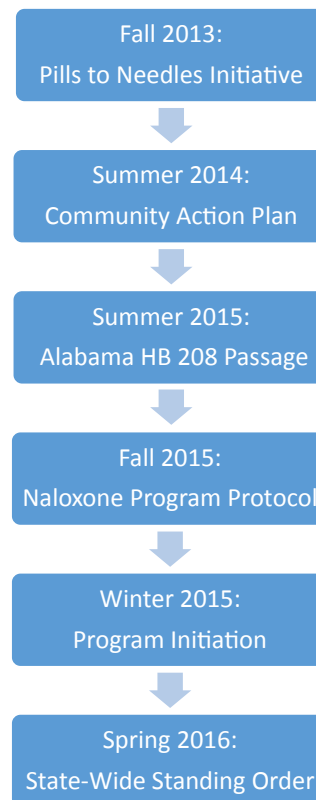 Fall 2013:
Pills to Needles Initiative
Summer 2014:
Community Action Plan
Summer 2015:
Alabama HB 208 Passage
Fall 2015:
Naloxone Program Protocol
Winter 2015:
Program Initiation
Spring 2016:
State-Wide Standing Order